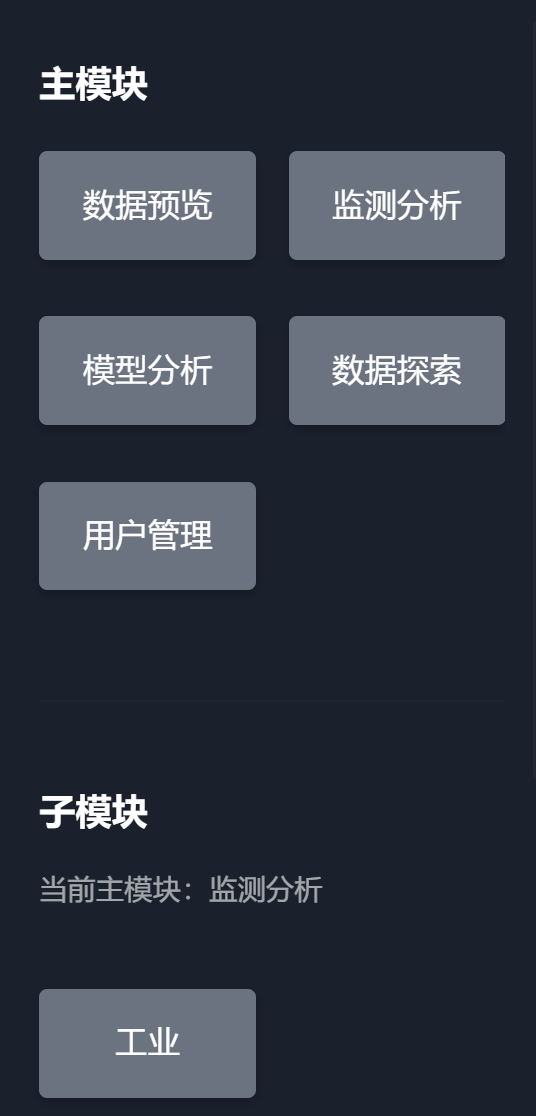 主模块
数据预览 监测分析
模型分析 数据探索
用户管理
子模块
当前主模块：监测分析
工业